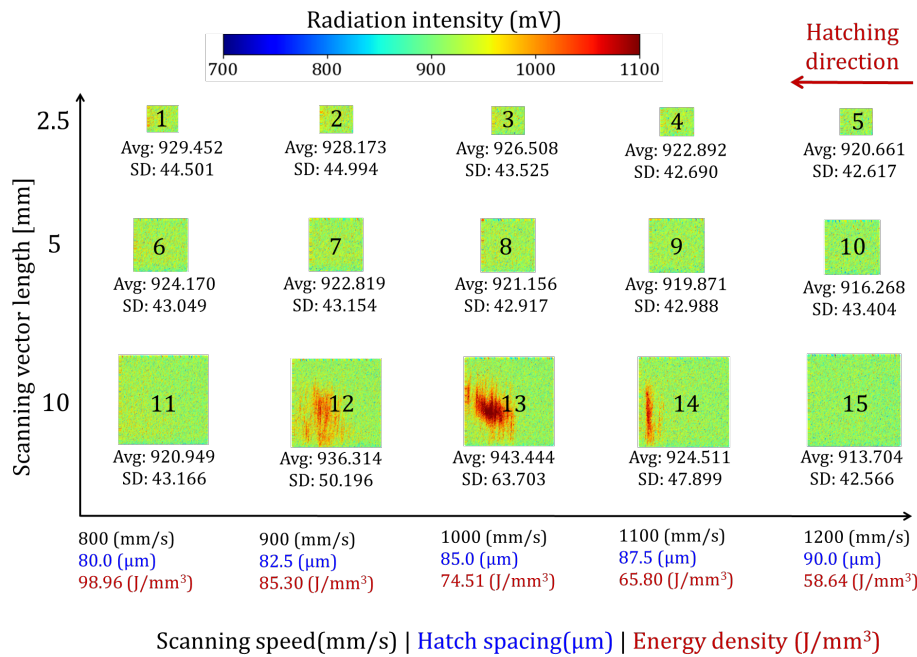 Radiation intensity (mV)
700 800 900 1000 1100
Hatching
direction
Scanning vector length [mm]
2.5
1 2 3 4 5
Avg: 929.452 Avg: 928.173 Avg: 926.508 Avg: 922.892 Avg: 920.661
SD: 44.501 SD: 44.994 SD: 43.525 SD: 42.690 SD: 42.617
5
6 7 8 9 10
Avg: 924.170 Avg: 922.819 Avg: 921.156 Avg: 919.871 Avg: 916.268
SD: 43.049 SD: 43.154 SD: 42.917 SD: 42.988 SD: 43.404
10
11 12 13 14 15
Avg: 920.949 Avg: 936.314 Avg: 943.444 Avg: 924.511 Avg: 913.704
SD: 43.166 SD: 50.196 SD: 63.703 SD: 47.899 SD: 42.566
800 (mm/s) 900 (mm/s) 1000 (mm/s) 1100 (mm/s) 1200 (mm/s)
80.0 (μm) 82.5 (μm) 85.0 (μm) 87.5 (μm) 90.0 (μm)
98.96 (J/mm³) 85.30 (J/mm³) 74.51 (J/mm³) 65.80 (J/mm³) 58.64 (J/mm³)
Scanning speed(mm/s) | Hatch spacing(μm) | Energy density (J/mm³)